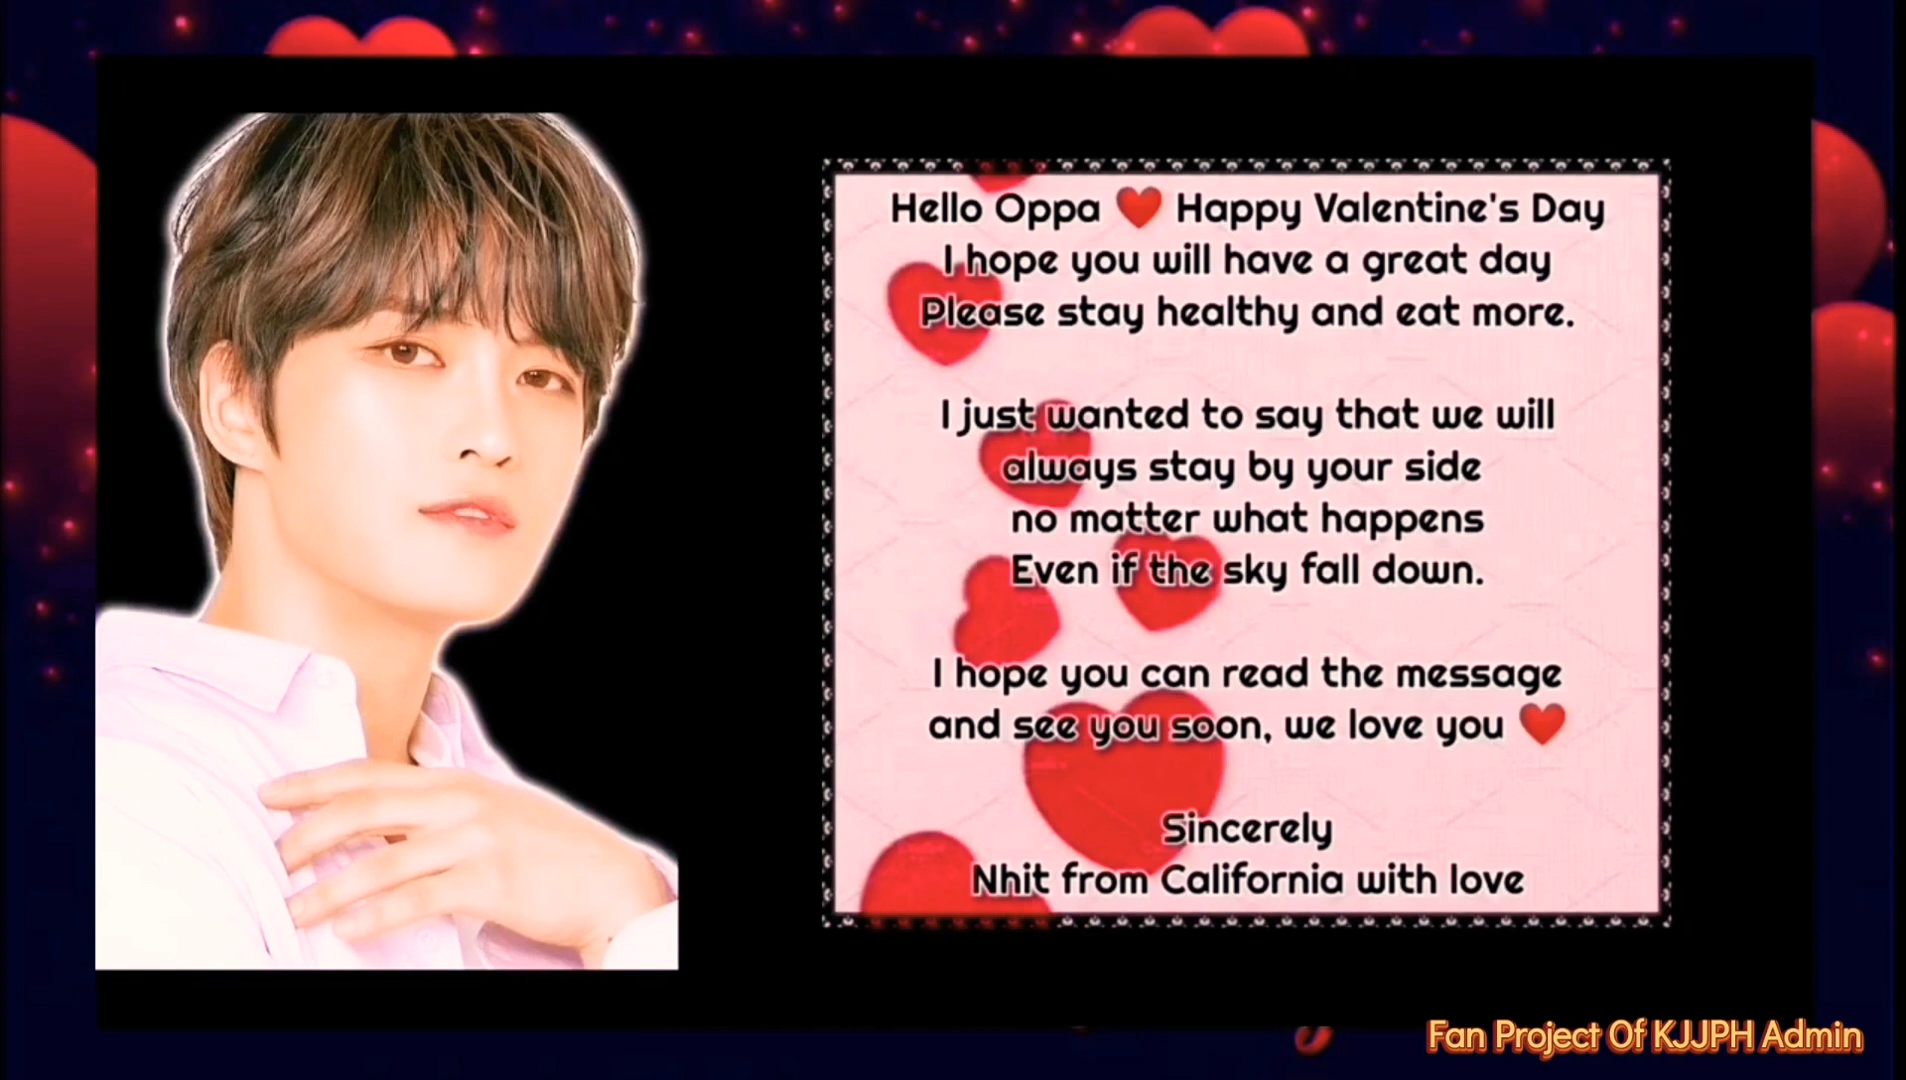 Hello Oppa ❤️ Happy Valentine's Day
I hope you will have a great day
Please stay healthy and eat more.
I just wanted to say that we will
always stay by your side
no matter what happens
Even if the sky fall down.
I hope you can read the message
and see you soon, we love you ❤️
Sincerely
Nhit from California with love
Fan Project Of KJJPH Admin